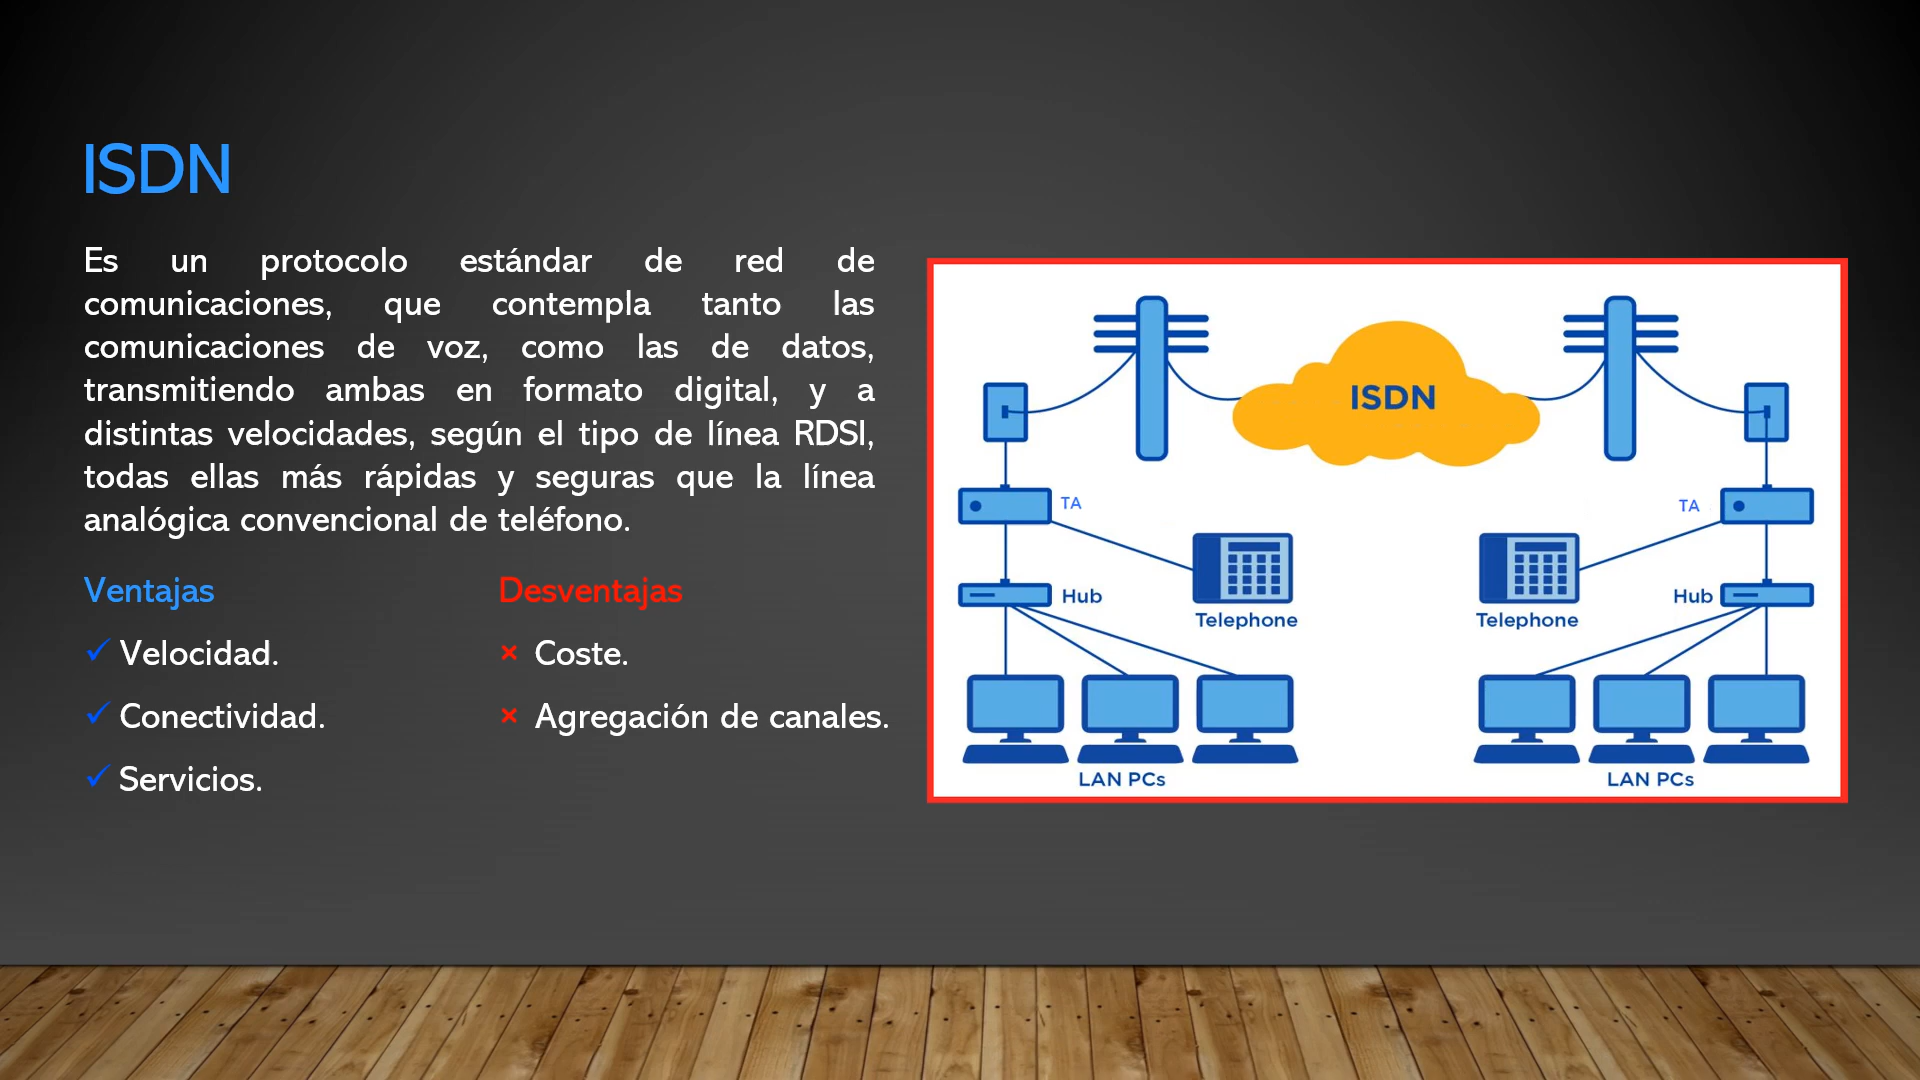 ISDN
Es un protocolo estándar de red de
comunicaciones, que contempla tanto las
comunicaciones de voz, como las de datos,
transmitiendo ambas en formato digital, y a
distintas velocidades, según el tipo de línea RDSI,
todas ellas más rápidas y seguras que la línea
analógica convencional de teléfono.
Ventajas
✓ Velocidad.
✓ Conectividad.
✓ Servicios.
Desventajas
× Coste.
× Agregación de canales.
ISDN
TA
TA
Hub
Telephone
Telephone
Hub
LAN PCs
LAN PCs